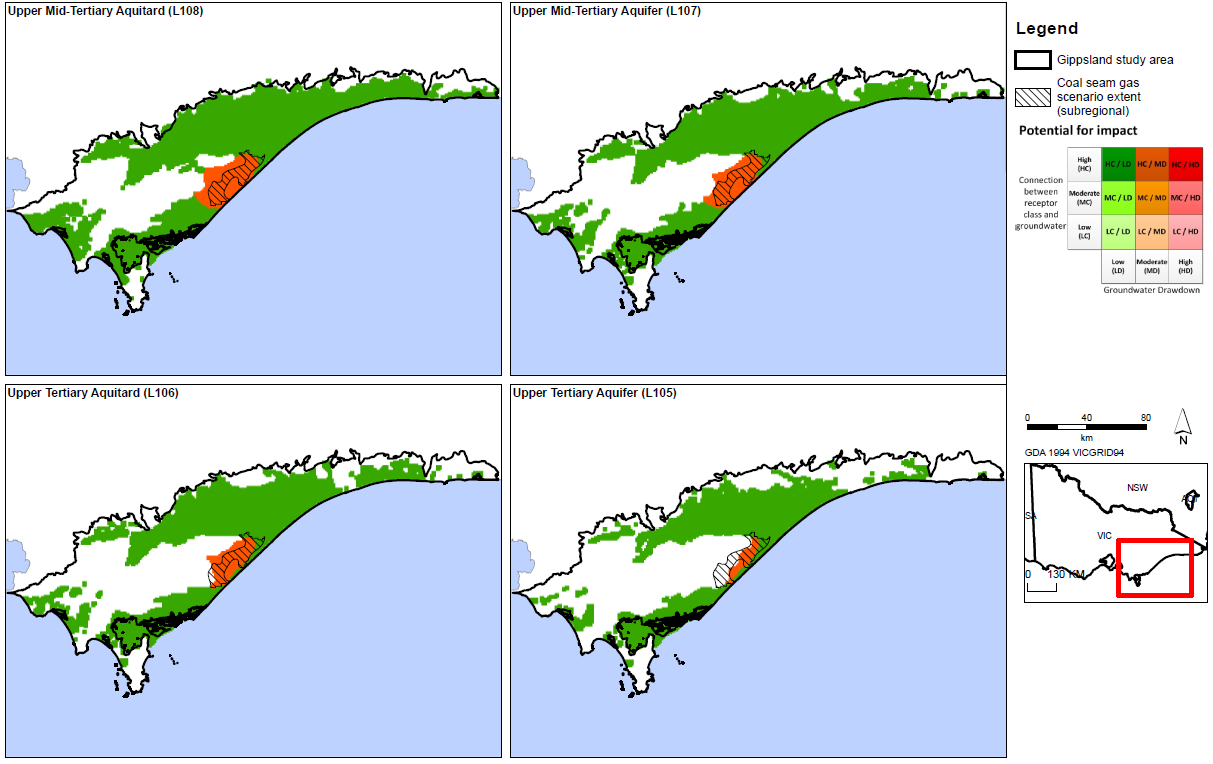 Upper Mid-Tertiary Aquitard (L108)
Upper Mid-Tertiary Aquifer (L107)
Legend
Gippsland study area
Coal seam gas
scenario extent
(subregional)
Potential for impact
Connection
between
receptor
class and
groundwater
High
(HC)
HC / LD
HC / MD
HC / HD
Moderate
(MC)
MC / LD
MC / MD
MC / HD
Low
(LC)
LC / LD
LC / MD
LC / HD
Low
(LD)
Moderate
(MD)
High
(HD)
Groundwater Drawdown
Upper Tertiary Aquitard (L106)
Upper Tertiary Aquifer (L105)
0 40 80
km
N
GDA 1994 VICGRID94
NSW
ACT
SA
VIC
0 130 KM